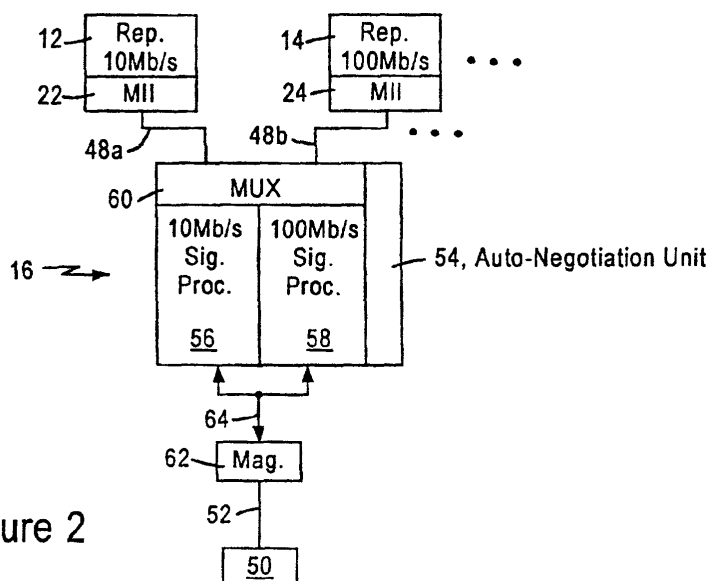 12
Rep.
10Mb/s
22
MII
14
Rep.
100Mb/s
24
MII
48a
48b
60
MUX
10Mb/s
Sig.
Proc.
56
100Mb/s
Sig.
Proc.
58
16
54, Auto-Negotiation Unit
64
62
Mag.
52
ure 2
50